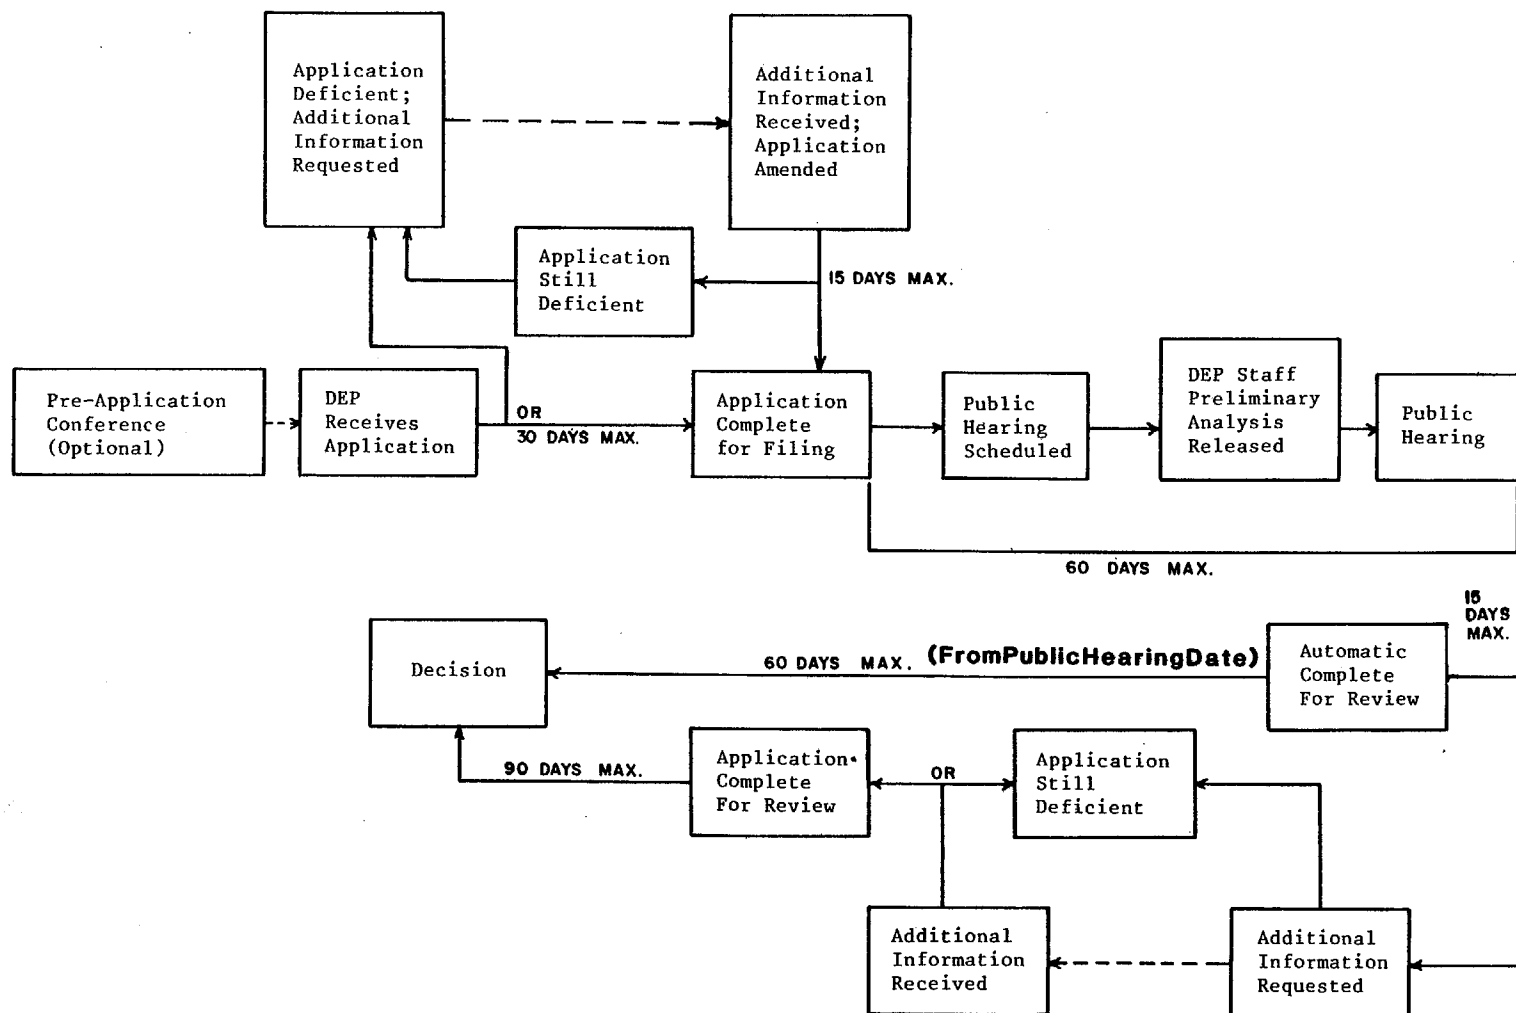 Application
Deficient;
Additional
Information
Requested
Additional
Information
Received;
Application
Amended
Application
Still
Deficient
15 DAYS MAX.
Pre-Application
Conference
(Optional)
DEP
Receives
Application
OR
30 DAYS MAX.
Application
Complete
for Filing
Public
Hearing
Scheduled
DEP Staff
Preliminary
Analysis
Released
Public
Hearing
60 DAYS MAX.
15
DAYS
MAX.
Decision
60 DAYS MAX. (FromPublicHearingDate)
Automatic
Complete
For Review
90 DAYS MAX.
Application
Complete
For Review
OR
Application
Still
Deficient
Additional
Information
Received
Additional
Information
Requested